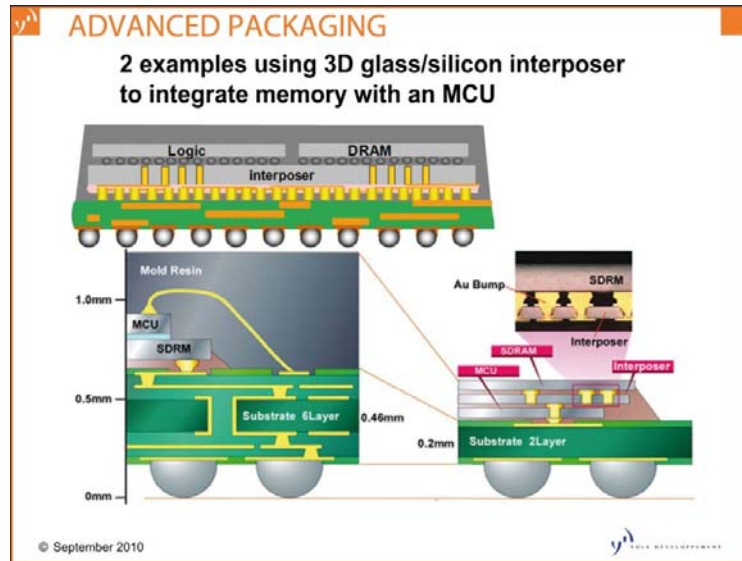 ADVANCED PACKAGING
2 examples using 3D glass/silicon interposer
to integrate memory with an MCU
Logic
DRAM
interposer
Mold Resin
1.0mm
MCU
SDRM
0.5mm
Substrate 6Layer
0.46mm
0mm
SDRM
Au Bump
Interposer
SDRAM
MCU
Interposer
0.2mm
Substrate 2Layer
© September 2010
YOLE DÉVELOPPEMENT